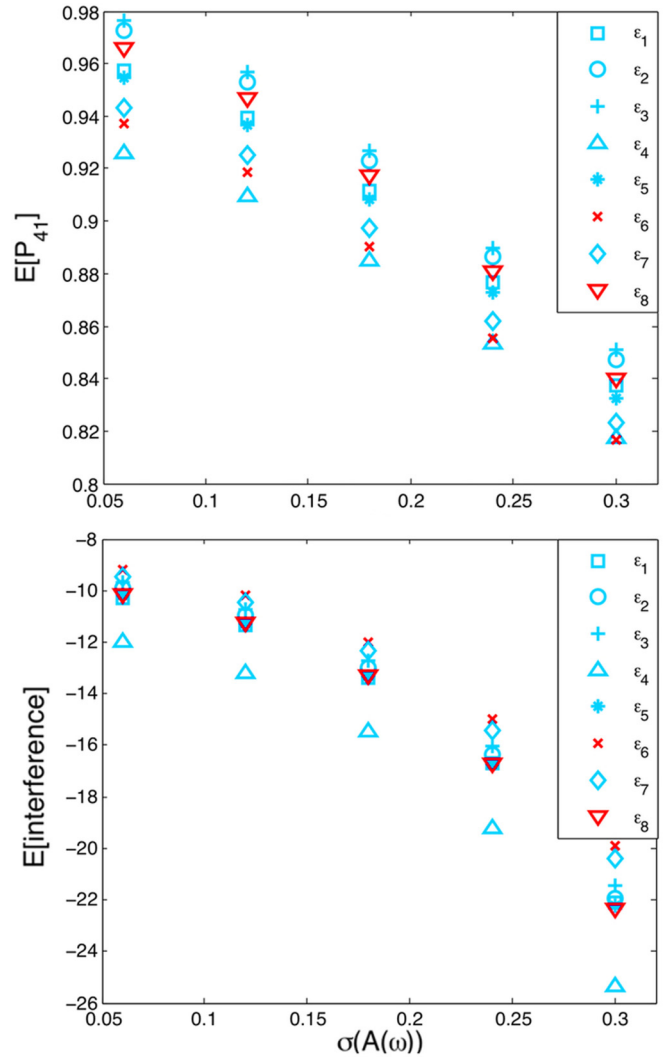 0.98
0.96
0.94
0.92
0.9
0.88
0.86
0.84
0.82
0.8
E[P₄₁]
0.05 0.1 0.15 0.2 0.25 0.3
ε₁
ε₂
ε₃
ε₄
ε₅
ε₆
ε₇
ε₈
−8
−10
−12
−14
−16
−18
−20
−22
−24
−26
E[interference]
0.05 0.1 0.15 0.2 0.25 0.3
σ(A(ω))
ε₁
ε₂
ε₃
ε₄
ε₅
ε₆
ε₇
ε₈